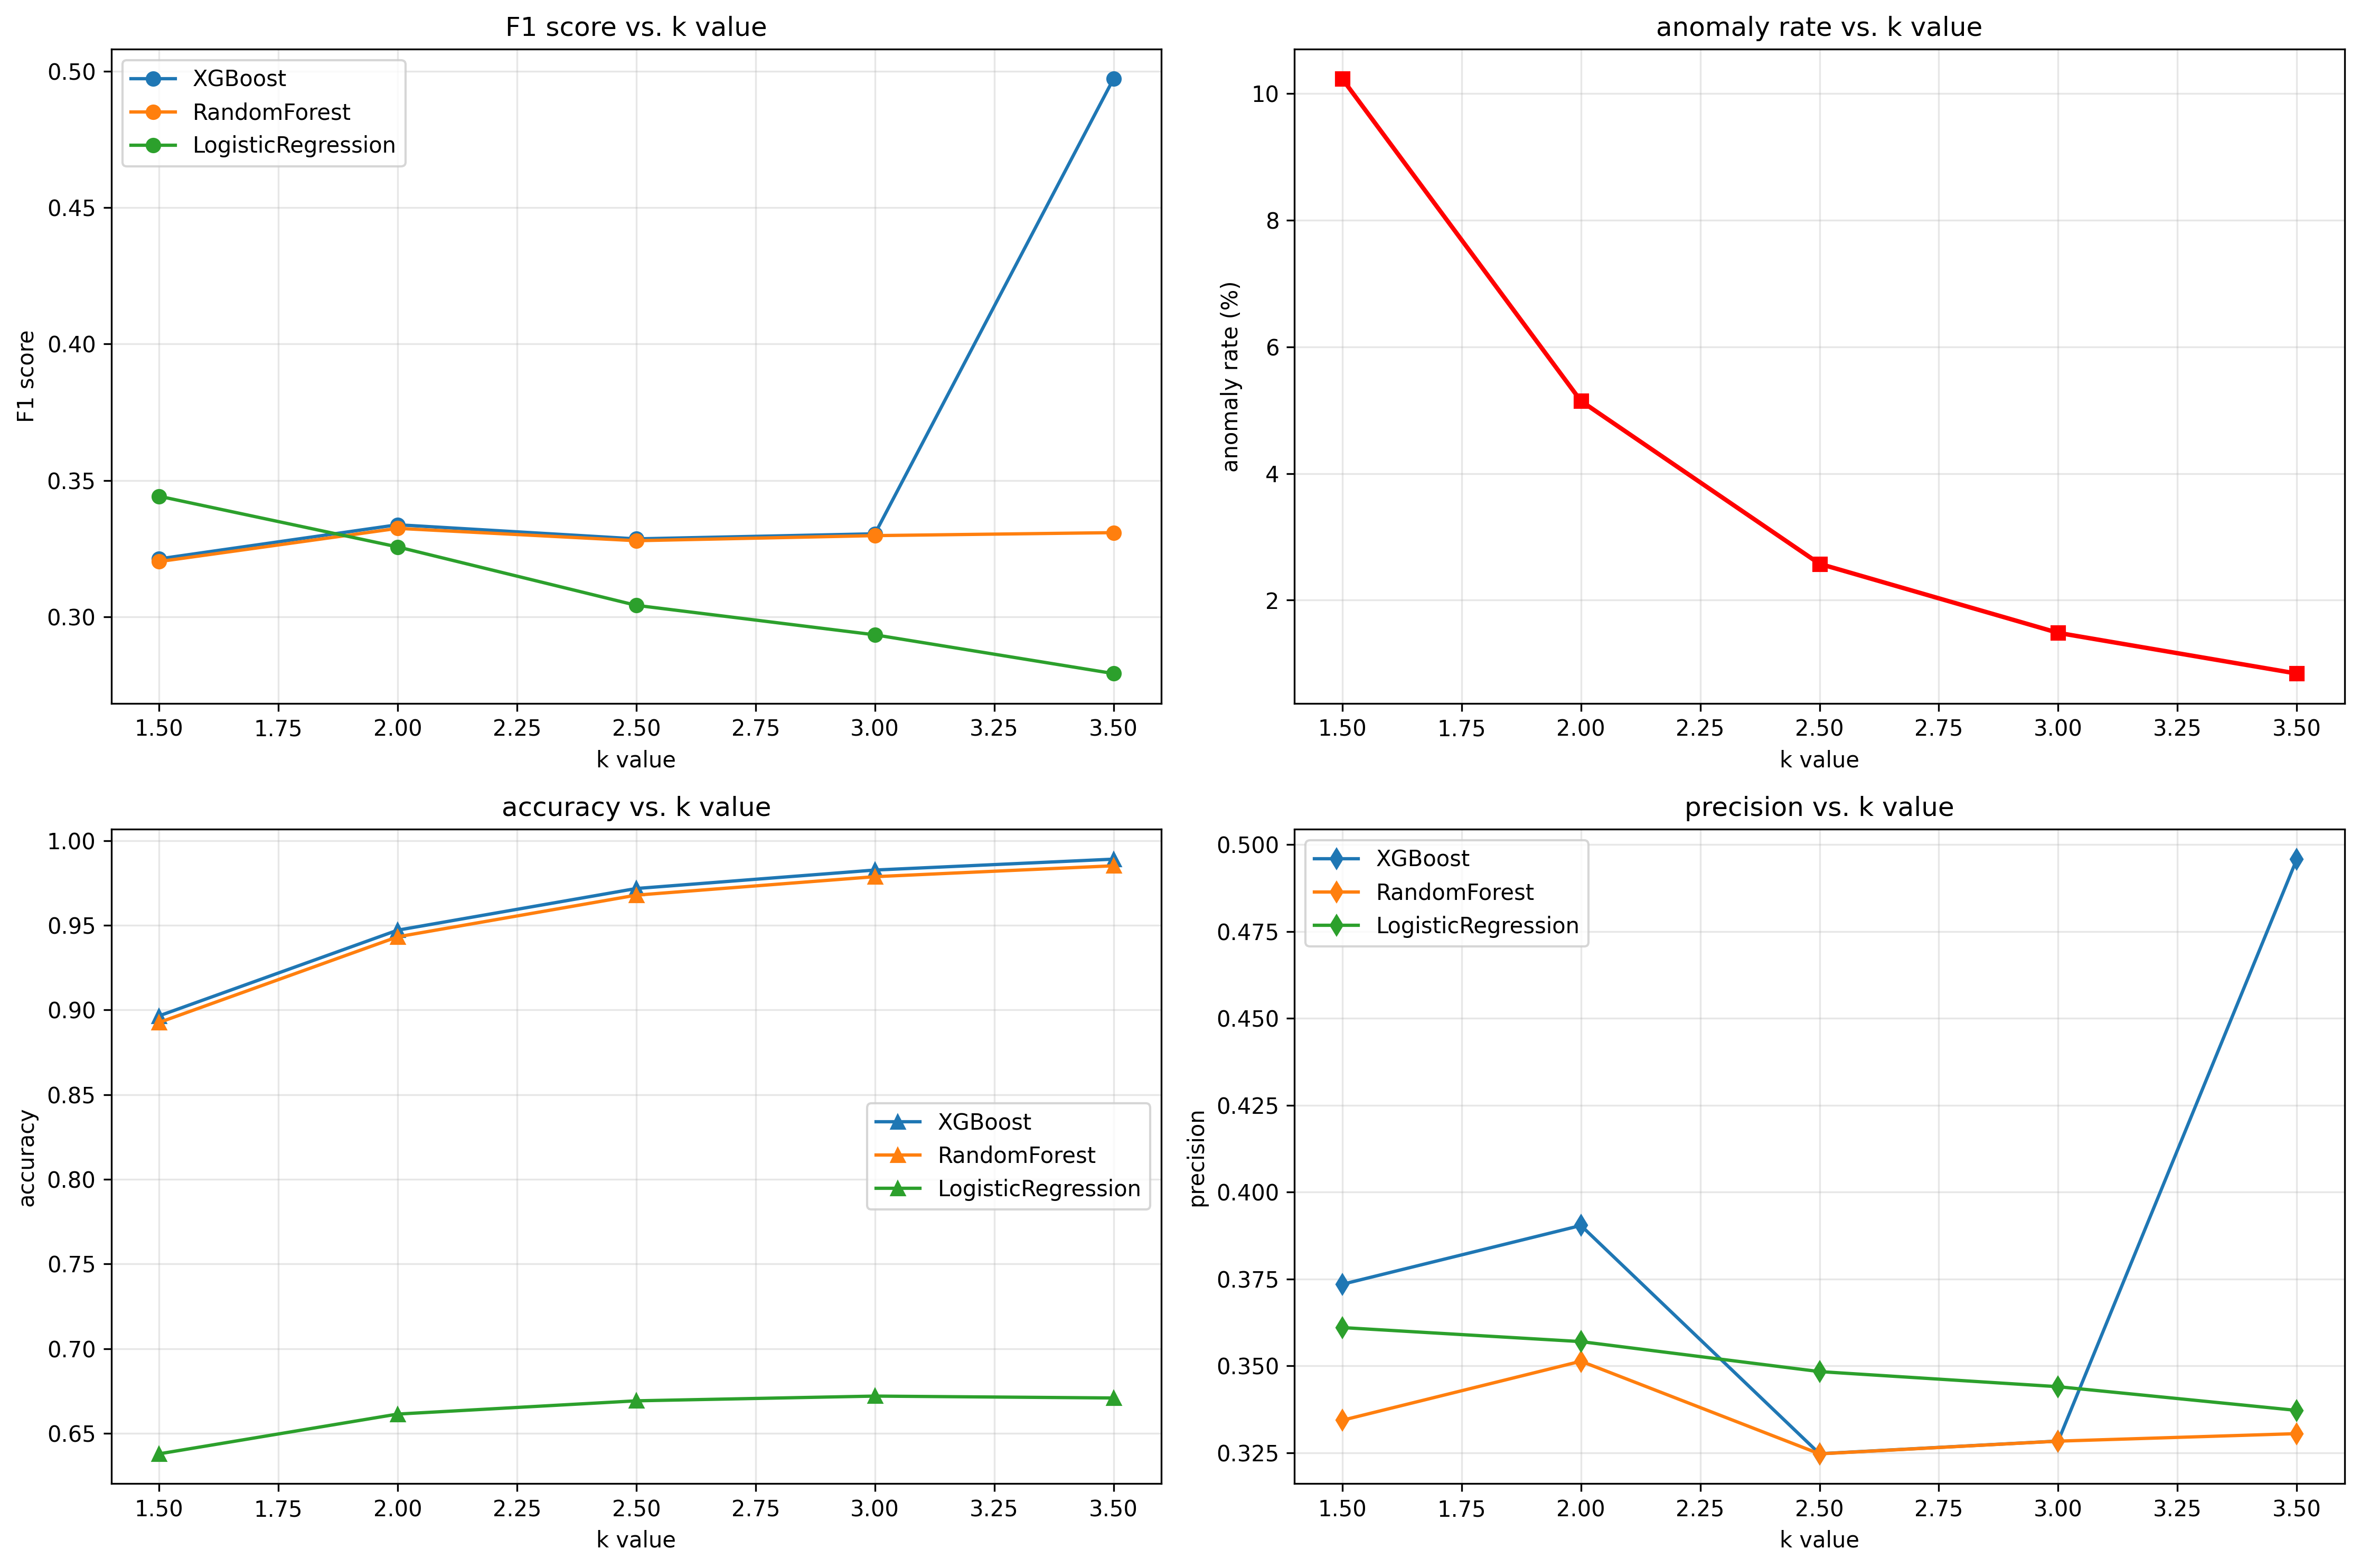 F1 score vs. k value
F1 score
0.50
0.45
0.40
0.35
0.30
XGBoost
RandomForest
LogisticRegression
1.50 1.75 2.00 2.25 2.50 2.75 3.00 3.25 3.50
k value
anomaly rate vs. k value
anomaly rate (%)
10
8
6
4
2
1.50 1.75 2.00 2.25 2.50 2.75 3.00 3.25 3.50
k value
accuracy vs. k value
accuracy
1.00
0.95
0.90
0.85
0.80
0.75
0.70
0.65
XGBoost
RandomForest
LogisticRegression
1.50 1.75 2.00 2.25 2.50 2.75 3.00 3.25 3.50
k value
precision vs. k value
precision
0.500
0.475
0.450
0.425
0.400
0.375
0.350
0.325
XGBoost
RandomForest
LogisticRegression
1.50 1.75 2.00 2.25 2.50 2.75 3.00 3.25 3.50
k value